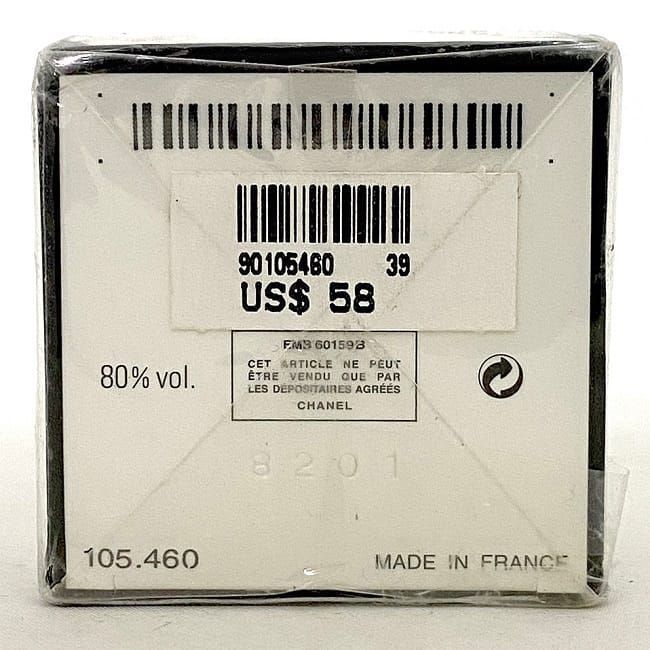 90105460 39
US$ 58
EMB 60159B
CET ARTICLE NE PEUT
ÊTRE VENDU QUE PAR
LES DÉPOSITAIRES AGRÉÉS
CHANEL
80% vol.
8201
105.460
MADE IN FRANCE